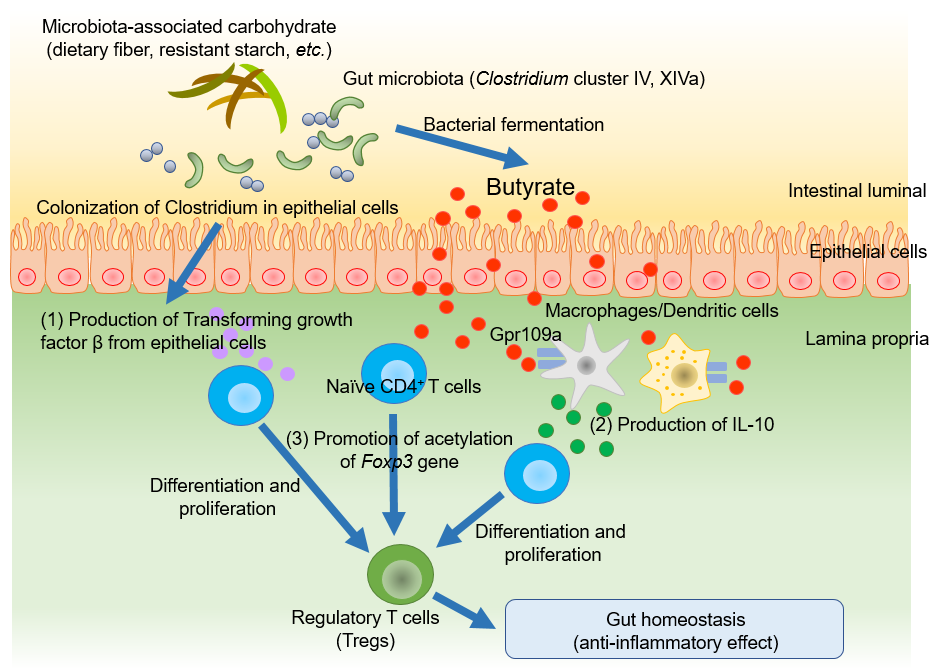 Microbiota-associated carbohydrate
(dietary fiber, resistant starch, etc.)
Gut microbiota (Clostridium cluster IV, XIVa)
Bacterial fermentation
Butyrate
Intestinal luminal
Colonization of Clostridium in epithelial cells
Epithelial cells
(1) Production of Transforming growth
factor β from epithelial cells
Macrophages/Dendritic cells
Gpr109a
Lamina propria
Naïve CD4⁺ T cells
(2) Production of IL-10
(3) Promotion of acetylation
of Foxp3 gene
Differentiation and
proliferation
Differentiation and
proliferation
Regulatory T cells
(Tregs)
Gut homeostasis
(anti-inflammatory effect)